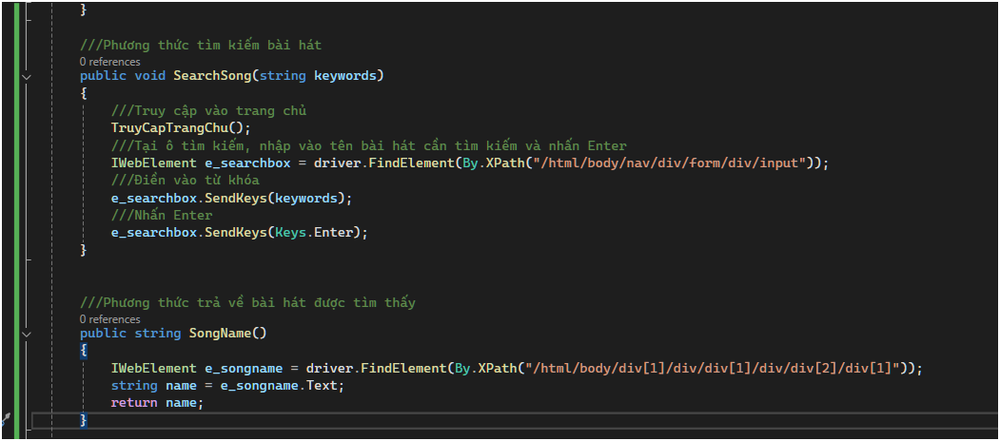 }
///Phương thức tìm kiếm bài hát
0 references
public void SearchSong(string keywords)
{
///Truy cập vào trang chủ
TruyCapTrangChu();
///Tại ô tìm kiếm, nhập vào tên bài hát cần tìm kiếm và nhấn Enter
IWebElement e_searchbox = driver.FindElement(By.XPath("/html/body/nav/div/form/div/input"));
///Điền vào từ khóa
e_searchbox.SendKeys(keywords);
///Nhấn Enter
e_searchbox.SendKeys(Keys.Enter);
}
///Phương thức trả về bài hát được tìm thấy
0 references
public string SongName()
{
IWebElement e_songname = driver.FindElement(By.XPath("/html/body/div[1]/div/div[1]/div/div[2]/div[1]"));
string name = e_songname.Text;
return name;
}